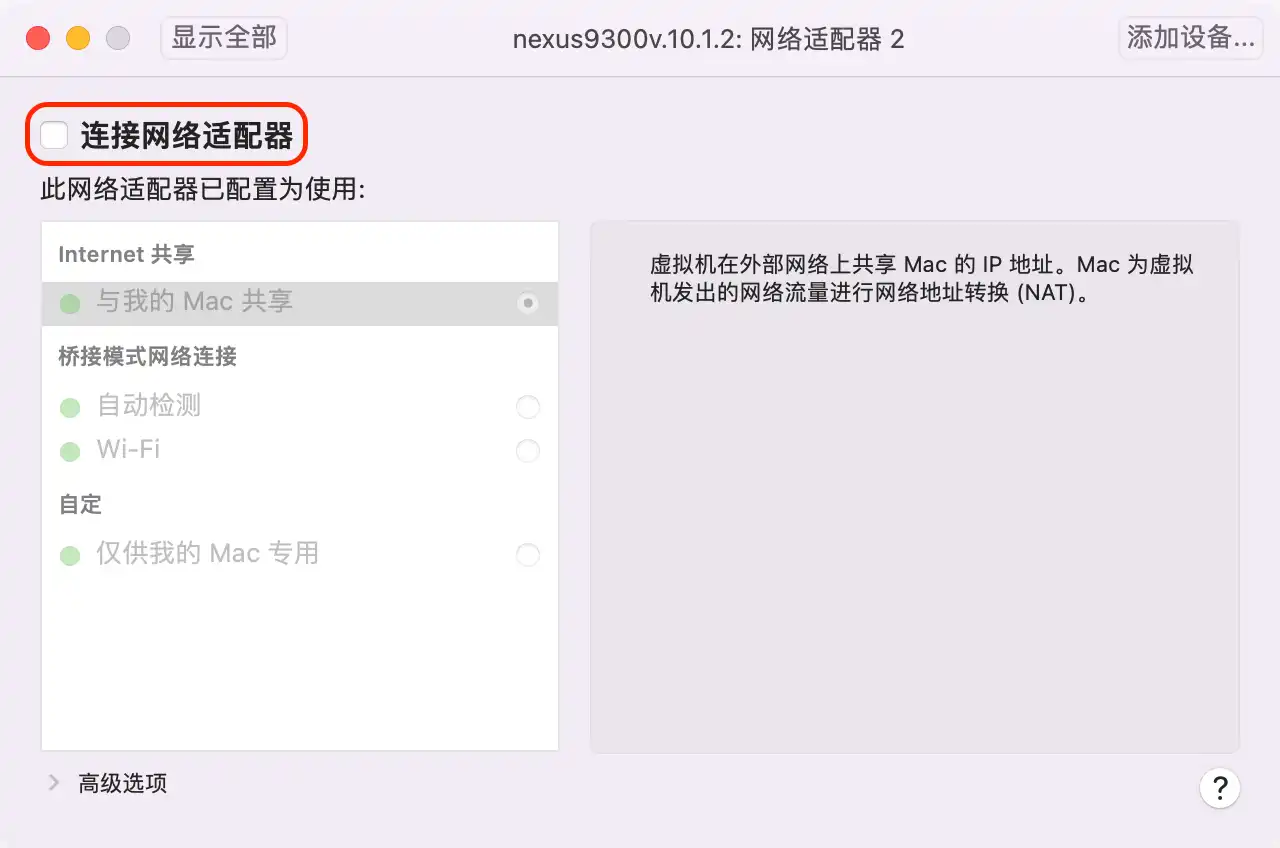 显示全部
nexus9300v.10.1.2: 网络适配器 2
添加设备...
连接网络适配器
此网络适配器已配置为使用:
Internet 共享
与我的 Mac 共享
桥接模式网络连接
自动检测
Wi-Fi
自定
仅供我的 Mac 专用
虚拟机在外部网络上共享 Mac 的 IP 地址。Mac 为虚拟
机发出的网络流量进行网络地址转换 (NAT)。
高级选项
?